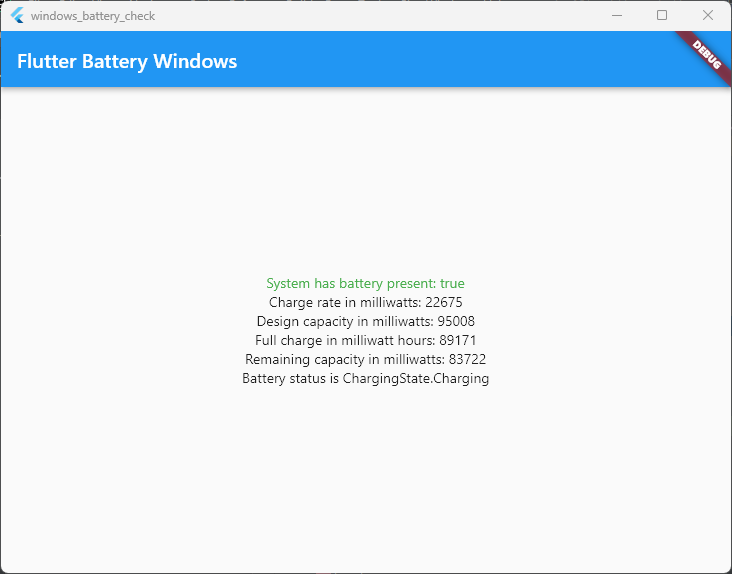 windows_battery_check
Flutter Battery Windows
DEBUG
System has battery present: true
Charge rate in milliwatts: 22675
Design capacity in milliwatts: 95008
Full charge in milliwatt hours: 89171
Remaining capacity in milliwatts: 83722
Battery status is ChargingState.Charging